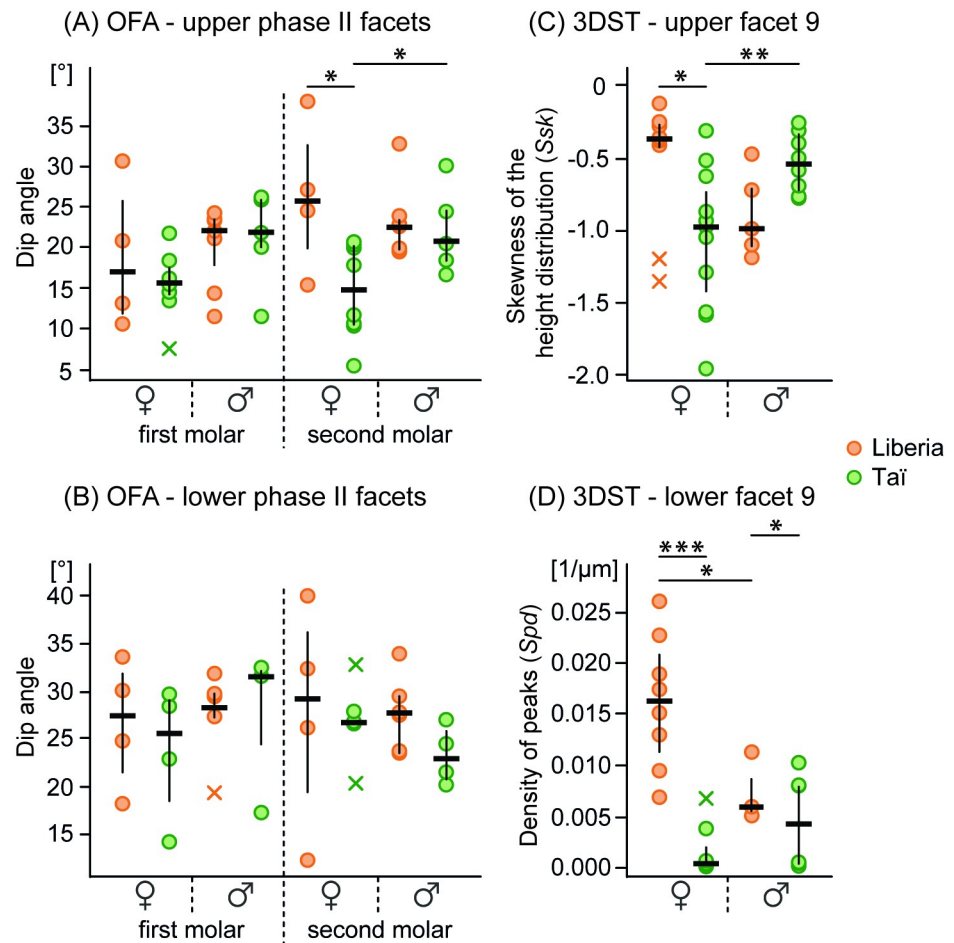 (A) OFA - upper phase II facets
[°]
Dip angle
35
30
25
20
15
10
5
*
*
♀
♂
♀
♂
first molar
second molar
(C) 3DST - upper facet 9
Skewness of the
height distribution (Ssk)
0
-0.5
-1.0
-1.5
-2.0
*
**
♀
♂
Liberia
Taï
(B) OFA - lower phase II facets
[°]
Dip angle
40
35
30
25
20
15
♀
♂
♀
♂
first molar
second molar
(D) 3DST - lower facet 9
[1/µm]
Density of peaks (Spd)
0.025
0.020
0.015
0.010
0.005
0.000
*
***
*
♀
♂